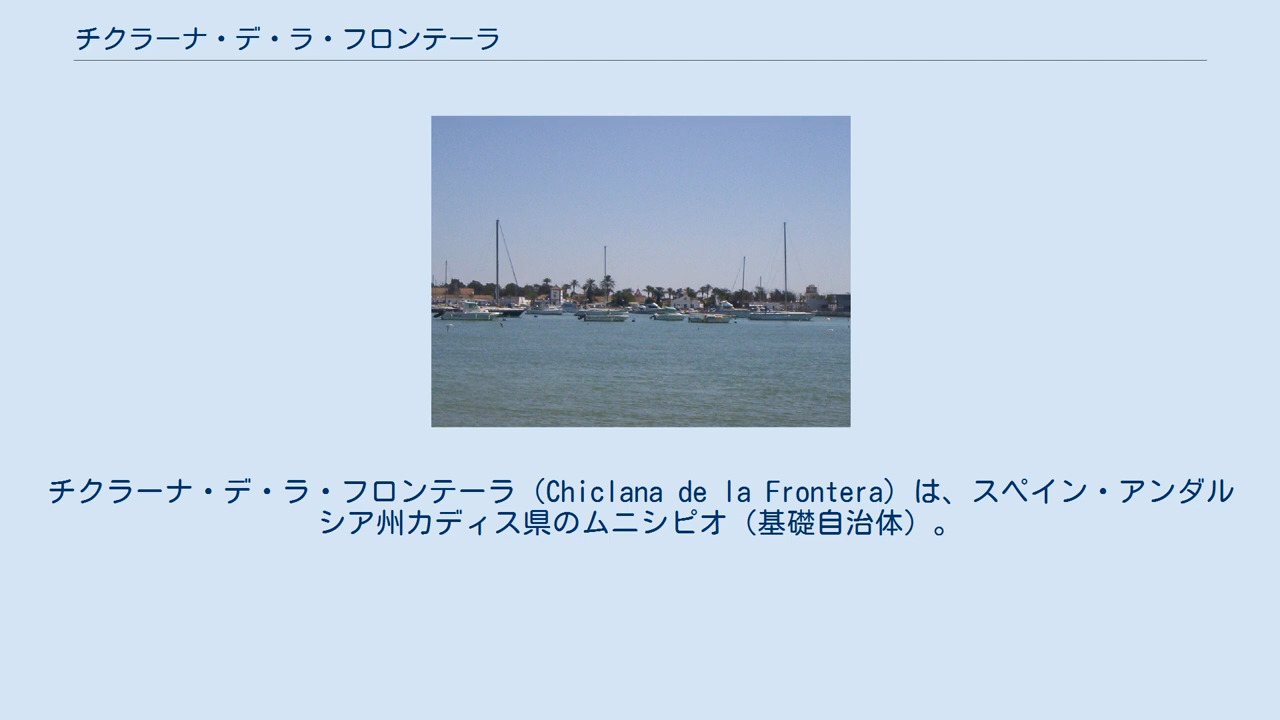 チクラーナ・デ・ラ・フロンテーラ
チクラーナ・デ・ラ・フロンテーラ（Chiclana de la Frontera）は、スペイン・アンダル
シア州カディス県のムニシピオ（基礎自治体）。